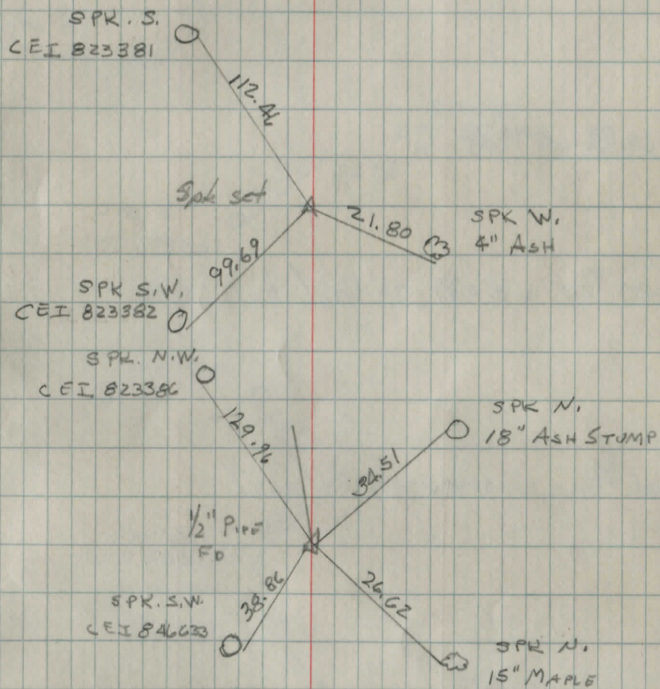 SPK. S.
CEI 823381
112.46
Spk set
21.80
SPK W.
4" ASH
99.69
SPK S.W.
CEI 823382
SPK. N.W.
CEI 823386
129.96
SPK N.
18" ASH STUMP
34.51
1/2" PIPE
FD
38.86
26.62
SPK. S.W.
CEI 846633
SPK N.
15" MAPLE